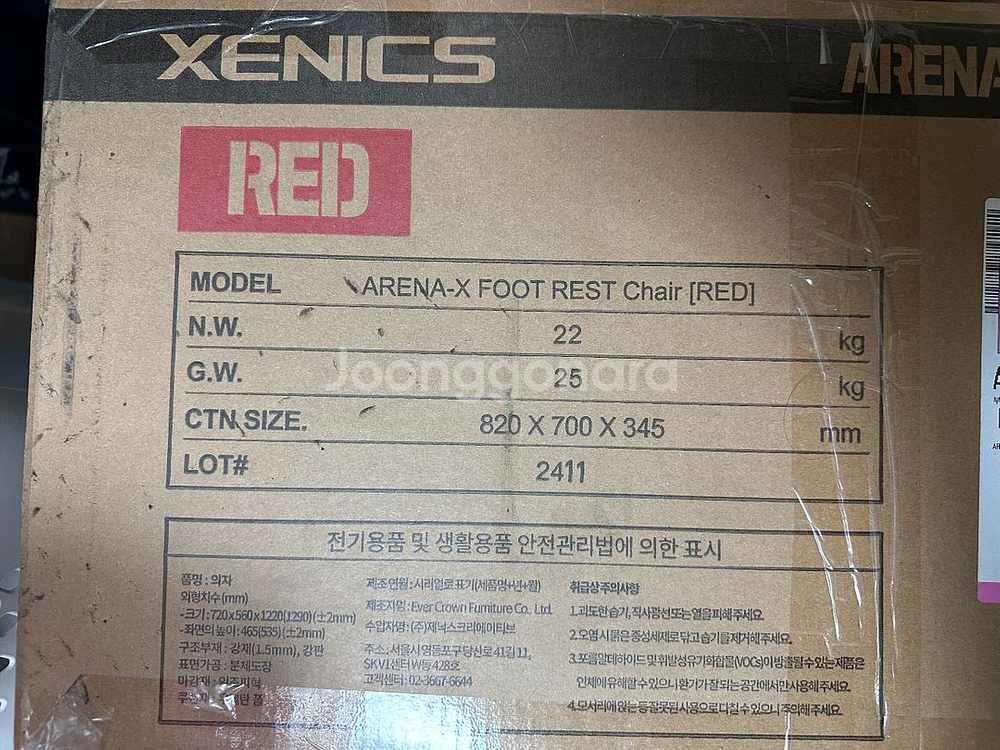 XENICS
ARENA
RED
MODEL ARENA-X FOOT REST Chair [RED]
N.W. 22 kg
G.W. 25 kg
CTN SIZE. 820 X 700 X 345 mm
LOT# 2411
Joonggonara
전기용품 및 생활용품 안전관리법에 의한 표시
품명 : 의자
외형치수(mm)
-크기 : 720x560x1220(1290)(±2mm)
-좌면의 높이 : 465(535)(±2mm)
구조부재 : 강제(1.5mm), 강판
표면가공 : 분체도장
마감재 : 인조피혁
폼
제조연월 : 시리얼로 표기(제품명+년+월)
제조자명 : Ever Crown Furniture Co., Ltd.
수입자명 : (주)제닉스크리에이티브
주소 : 서울시 영등포구 당산로 41길 11,
SK V1센터 W동 428호
고객센터 : 02-3667-6644
취급상 주의사항
1.과도한 습기, 직사광선 또는 열을 피해 주세요.
2.오염 시 묽은 중성세제로 닦고 습기를 제거해 주세요.
3.포름알데하이드 및 휘발성유기화합물(VOCs)이 방출될 수 있는 제품은
인체에 유해할 수 있으니 환기가 잘 되는 공간에서만 사용해 주세요.
4.모서리에 앉는 등 잘못된 사용으로 다칠 수 있으니 주의해 주세요.